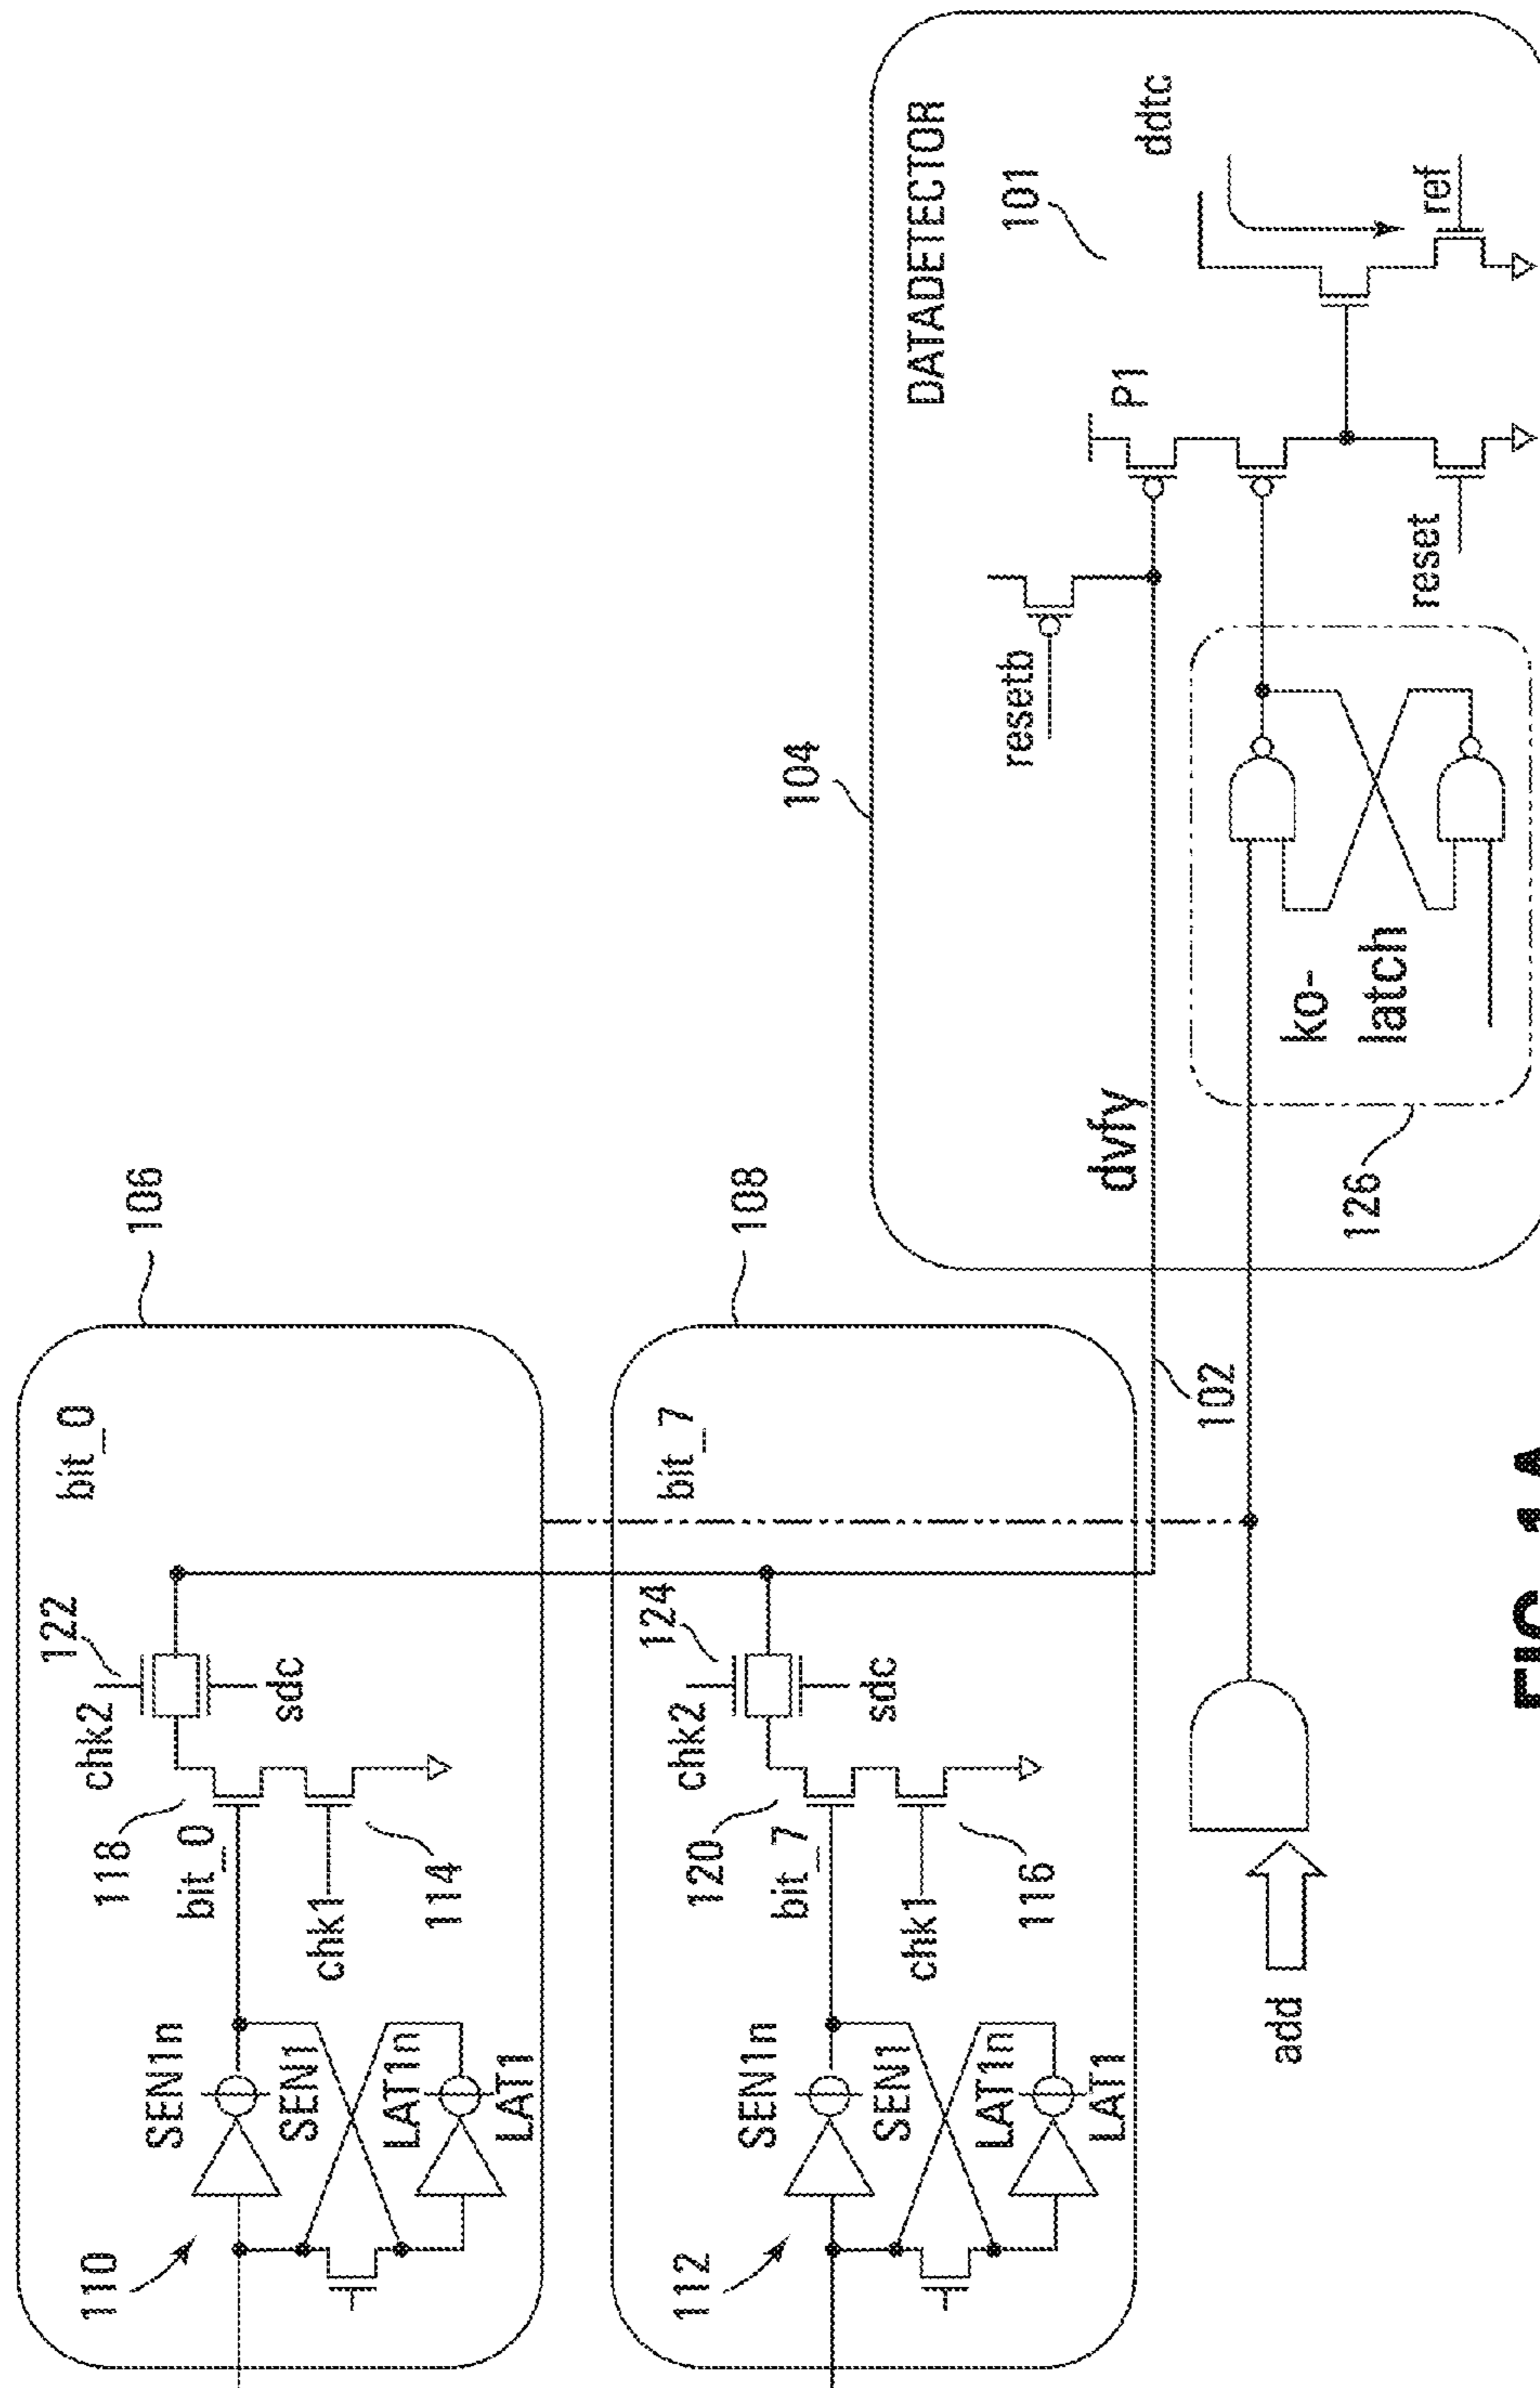 106
bit_0
122
chk2
sdc
118
bit_0
114
chk1
SEN1n
SEN1
LAT1n
LAT1
110
108
bit_7
124
chk2
sdc
120
bit_7
116
chk1
SEN1n
SEN1
LAT1n
LAT1
112
add
102
dvfy
104
DATADETECTOR
101
ddtc
ref
P1
resetb
reset
ko-
latch
126